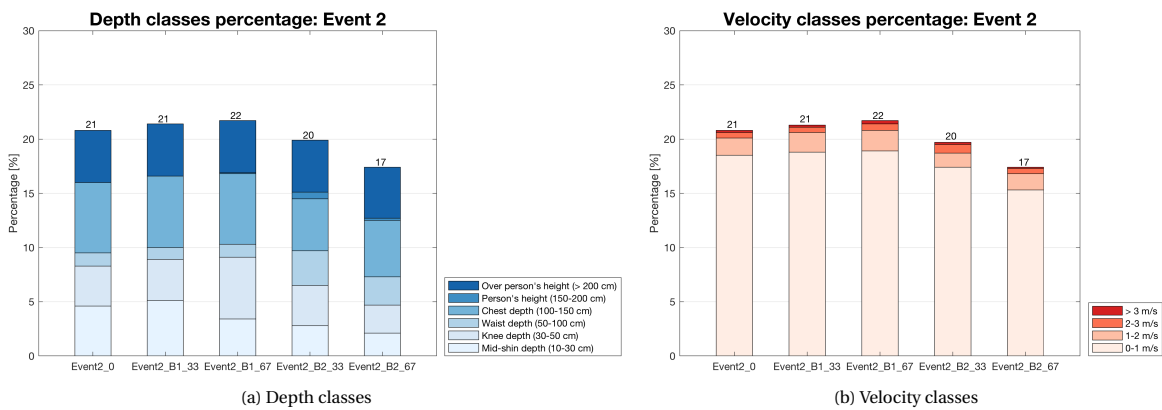 Depth classes percentage: Event 2
30
25
20
15
10
5
0
Percentage [%]
21
21
22
20
17
Event2_0
Event2_B1_33
Event2_B1_67
Event2_B2_33
Event2_B2_67
Over person's height (> 200 cm)
Person's height (150-200 cm)
Chest depth (100-150 cm)
Waist depth (50-100 cm)
Knee depth (30-50 cm)
Mid-shin depth (10-30 cm)
(a) Depth classes
Velocity classes percentage: Event 2
30
25
20
15
10
5
0
Percentage [%]
21
21
22
20
17
Event2_0
Event2_B1_33
Event2_B1_67
Event2_B2_33
Event2_B2_67
> 3 m/s
2-3 m/s
1-2 m/s
0-1 m/s
(b) Velocity classes